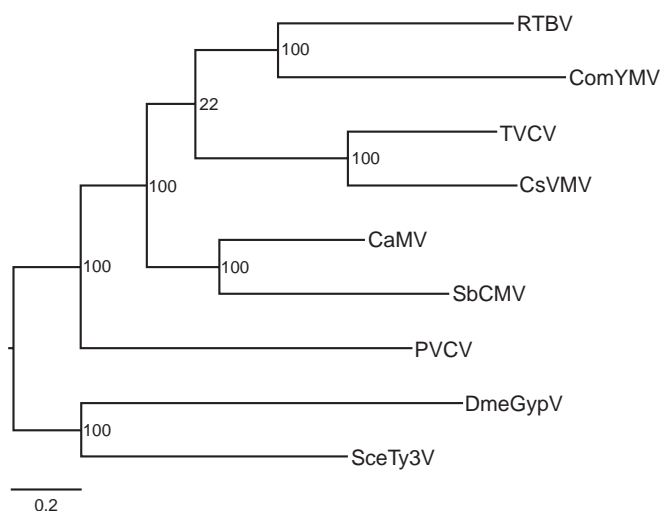 RTBV
100
ComYMV
22
TVCV
100
CsVMV
100
CaMV
100
100
SbCMV
PVCV
DmeGypV
100
SceTy3V
0.2